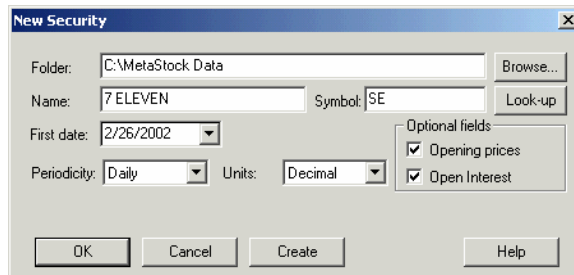 New Security
Folder: C:\MetaStock Data Browse...
Name: 7 ELEVEN Symbol: SE Look-up
First date: 2/26/2002 Optional fields
Opening prices
Periodicity: Daily Units: Decimal Open Interest
OK Cancel Create Help